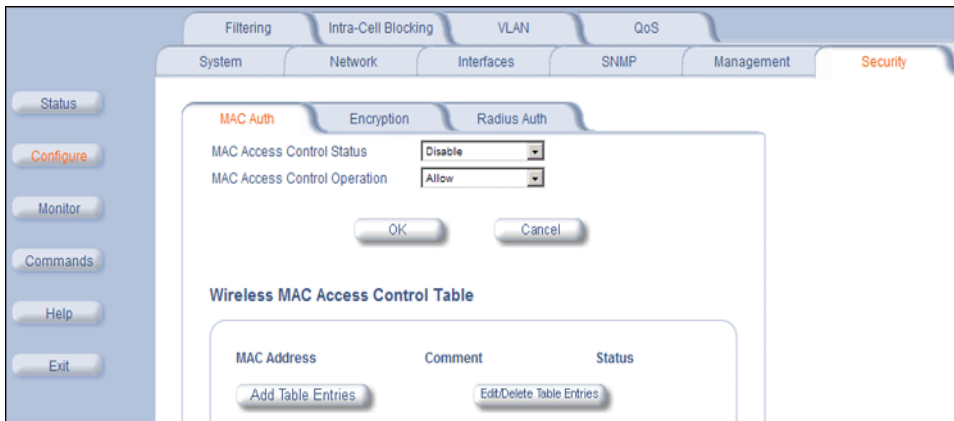 Filtering Intra-Cell Blocking VLAN QoS
System Network Interfaces SNMP Management Security
Status
Configure
Monitor
Commands
Help
Exit
MAC Auth Encryption Radius Auth
MAC Access Control Status Disable
MAC Access Control Operation Allow
OK Cancel
Wireless MAC Access Control Table
MAC Address Comment Status
Add Table Entries Edit/Delete Table Entries